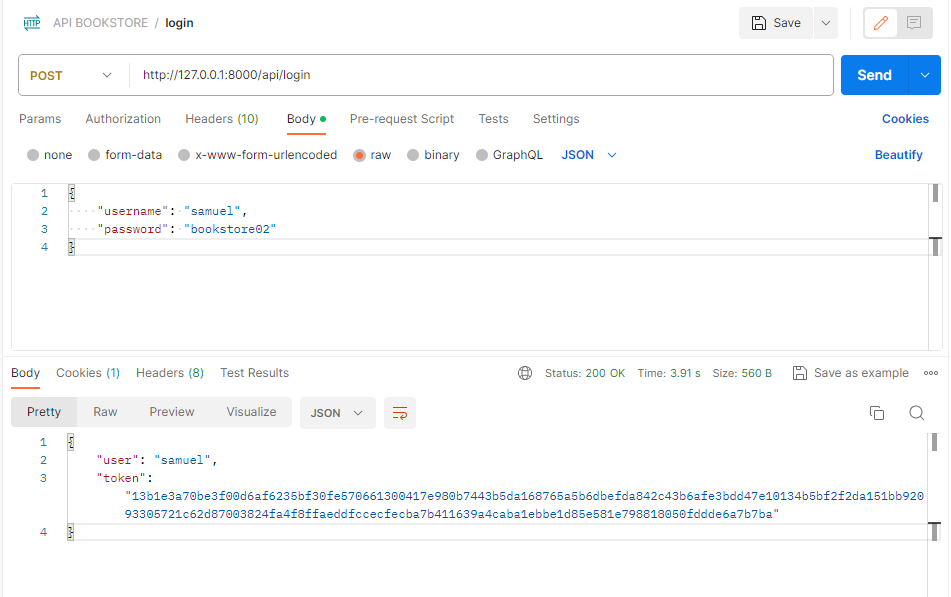 HTTP API BOOKSTORE / login Save
POST http://127.0.0.1:8000/api/login Send
Params Authorization Headers (10) Body Pre-request Script Tests Settings Cookies
none form-data x-www-form-urlencoded raw binary GraphQL JSON Beautify
1 {
2 "username": "samuel",
3 "password": "bookstore02"
4 }
Body Cookies (1) Headers (8) Test Results Status: 200 OK Time: 3.91 s Size: 560 B Save as example
Pretty Raw Preview Visualize JSON
1 {
2 "user": "samuel",
3 "token":
"13b1e3a70be3f00d6af6235bf30fe570661300417e980b7443b5da168765a5b6dbefda842c43b6afe3bdd47e10134b5bf2f2da151bb920
93305721c62d87003824fa4f8ffaeddfccecfecba7b411639a4caba1ebbe1d85e581e798818050fddde6a7b7ba"
4 }